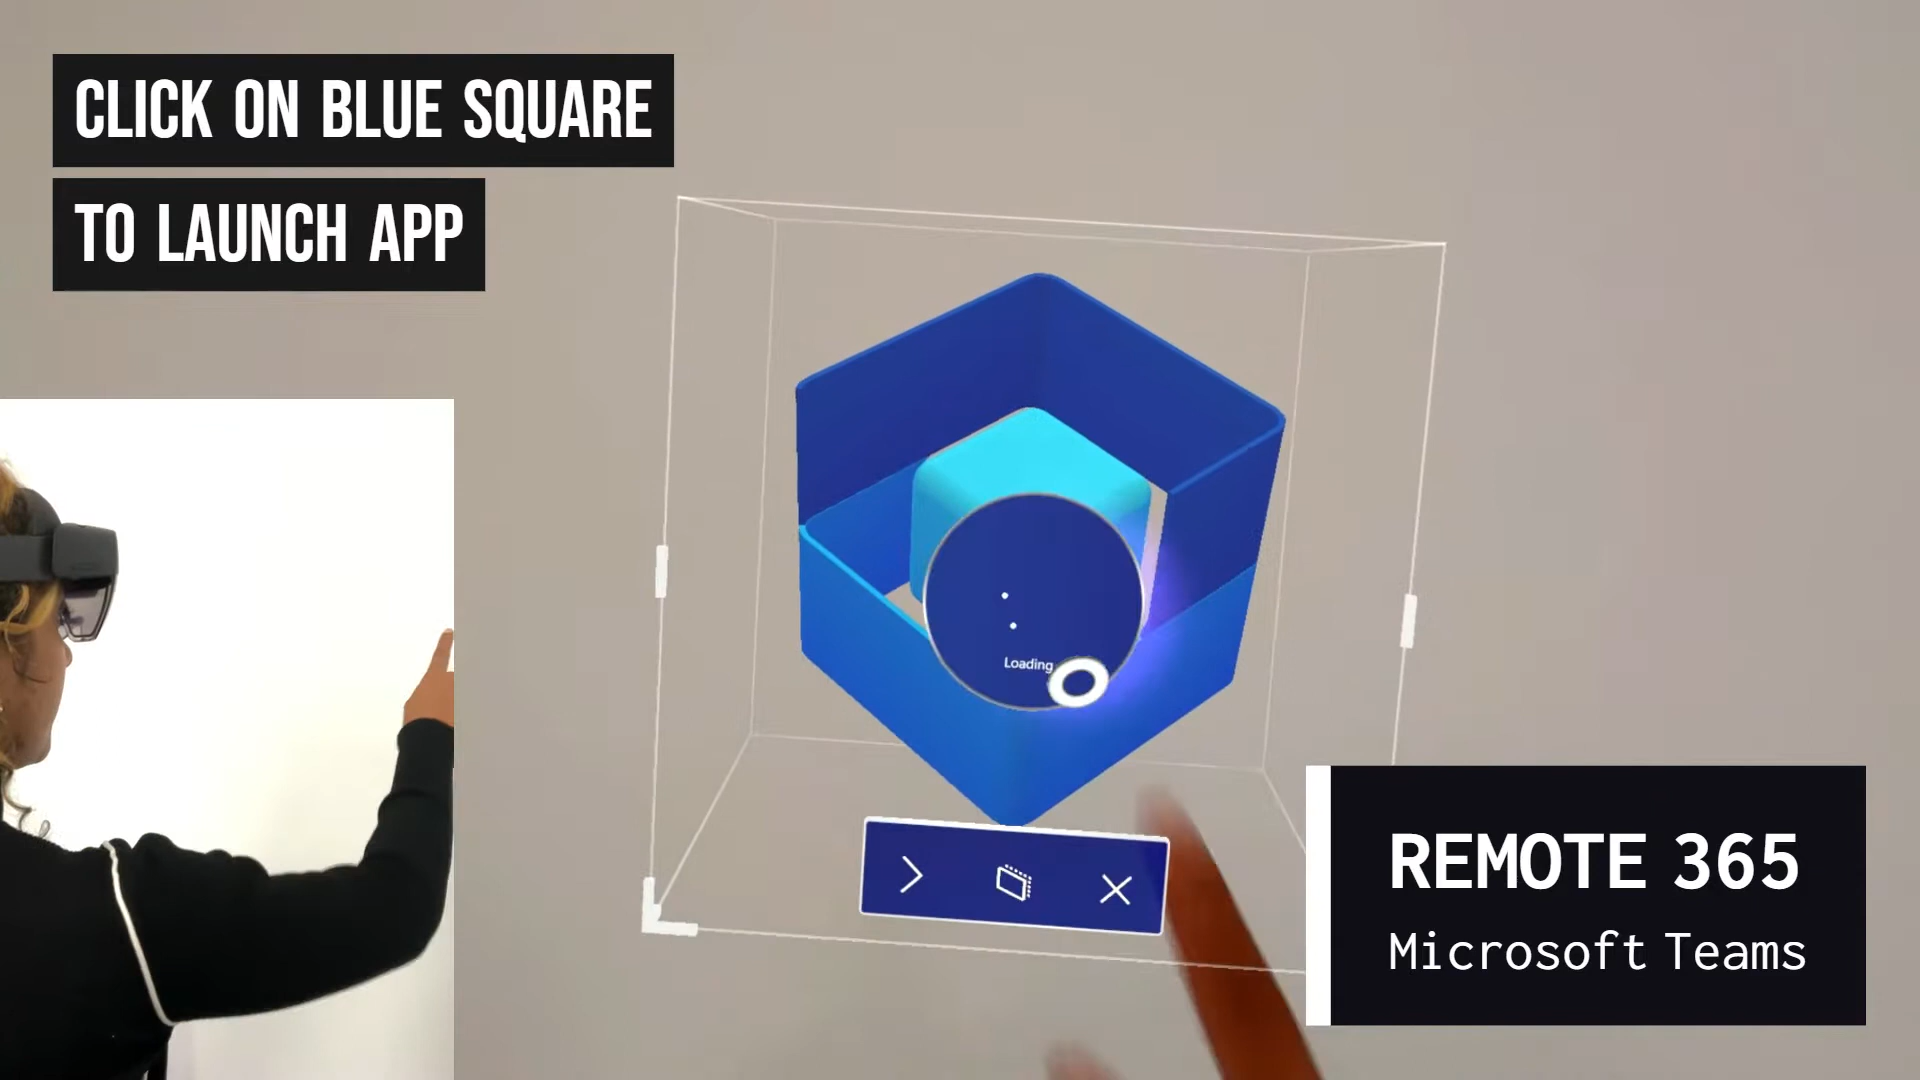 CLICK ON BLUE SQUARE
TO LAUNCH APP
Loading
REMOTE 365
Microsoft Teams